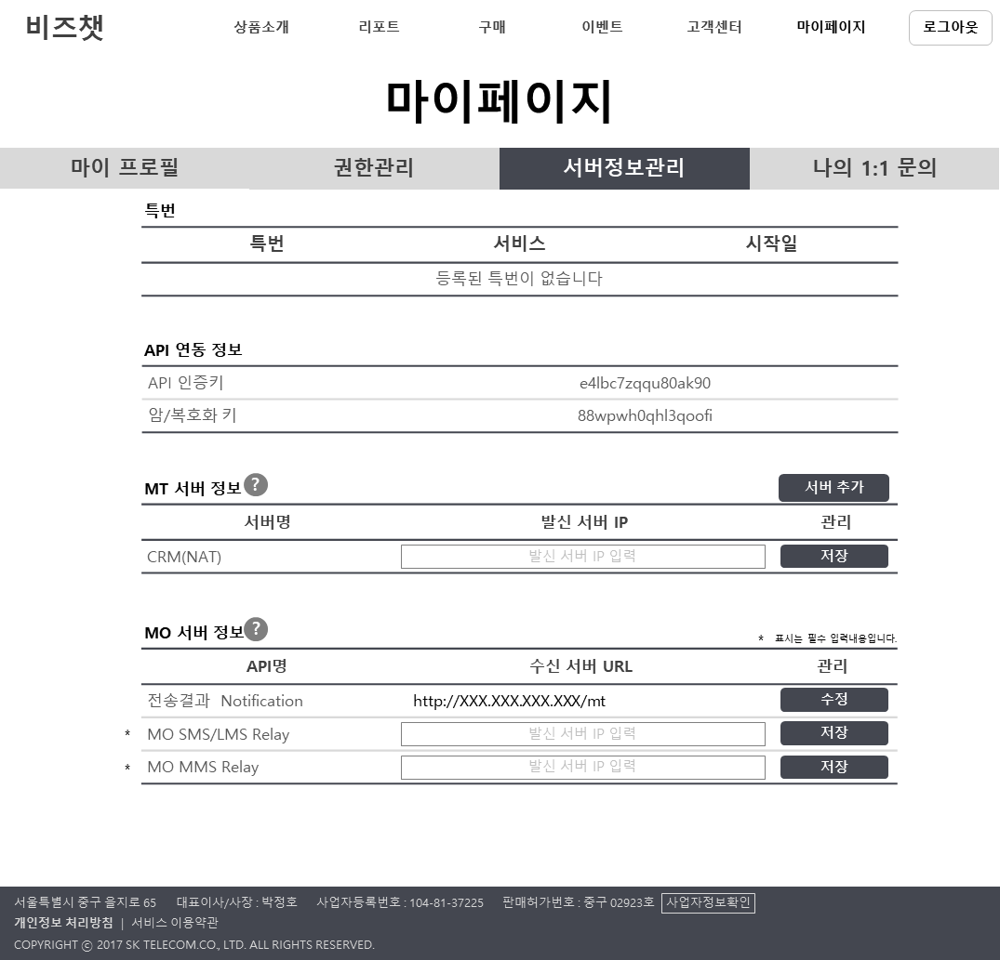 비즈챗 상품소개 리포트 구매 이벤트 고객센터 마이페이지 로그아웃
마이페이지
마이 프로필 권한관리 서버정보관리 나의 1:1 문의
특번
특번 서비스 시작일
등록된 특번이 없습니다
API 연동 정보
API 인증키 e4lbc7zqqu80ak90
암/복호화 키 88wpwh0qhl3qoofi
MT 서버 정보 ? 서버 추가
서버명 발신 서버 IP 관리
CRM(NAT) 발신 서버 IP 입력 저장
MO 서버 정보 ? * 표시는 필수 입력내용입니다.
API명 수신 서버 URL 관리
전송결과 Notification http://XXX.XXX.XXX.XXX/mt 수정
* MO SMS/LMS Relay 발신 서버 IP 입력 저장
* MO MMS Relay 발신 서버 IP 입력 저장
서울특별시 중구 을지로 65 대표이사/사장 : 박정호 사업자등록번호 : 104-81-37225 판매허가번호 : 중구 02923호 사업자정보확인
개인정보 처리방침 | 서비스 이용약관
COPYRIGHT ⓒ 2017 SK TELECOM.CO., LTD. ALL RIGHTS RESERVED.